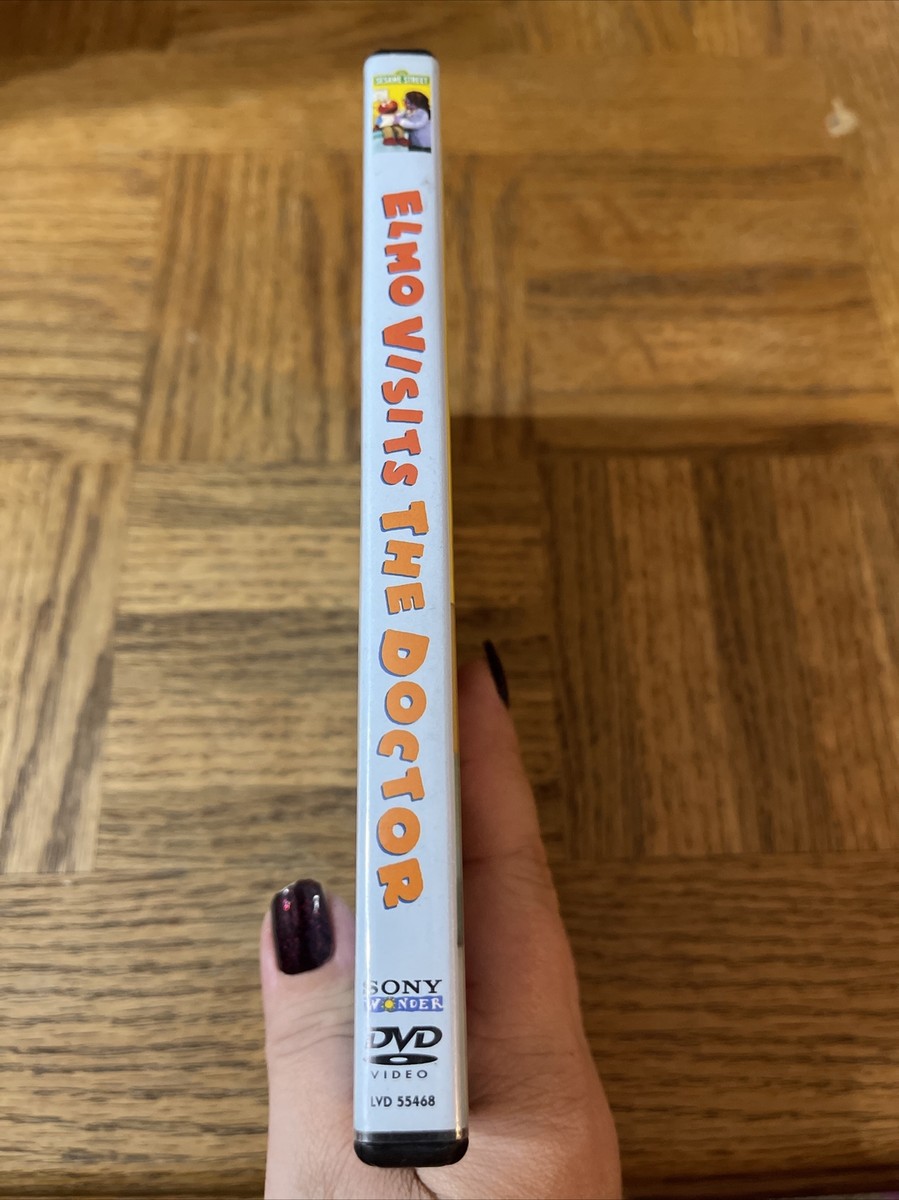 SESAME STREET
ELMO VISITS THE DOCTOR
SONY
WONDER
DVD
VIDEO
LVD 55468